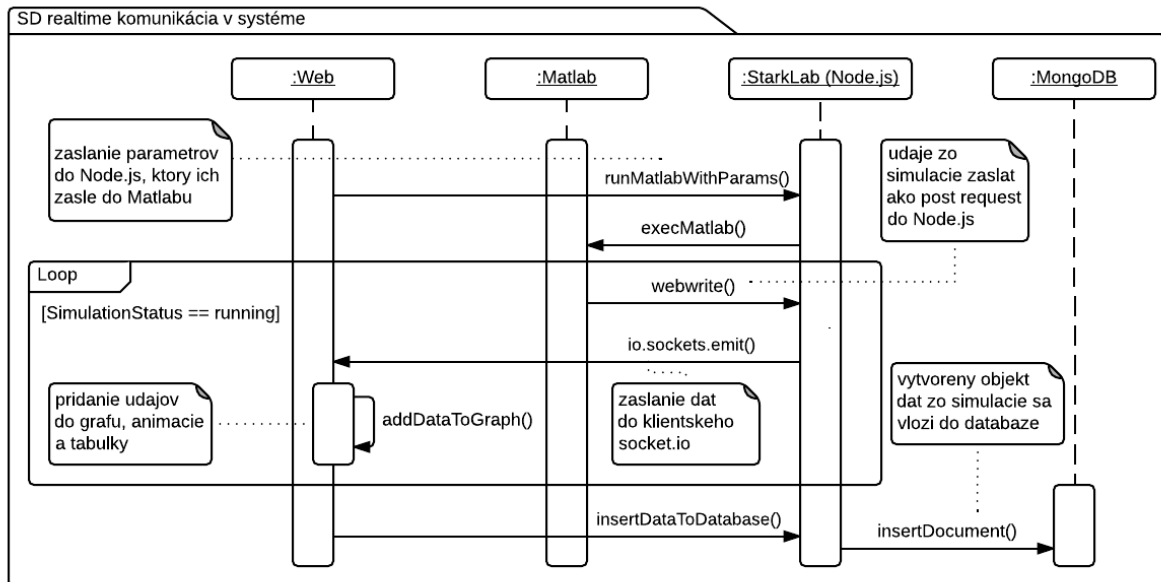 SD realtime komunikácia v systéme
:Web
:Matlab
:StarkLab (Node.js)
:MongoDB
zaslanie parametrov
do Node.js, ktory ich
zasle do Matlabu
udaje zo
simulacie zaslat
ako post request
do Node.js
runMatlabWithParams()
execMatlab()
Loop
[SimulationStatus == running]
webwrite()
io.sockets.emit()
pridanie udajov
do grafu, animacie
a tabulky
addDataToGraph()
zaslanie dat
do klientskeho
socket.io
vytvoreny objekt
dat zo simulacie sa
vlozi do databaze
insertDataToDatabase()
insertDocument()